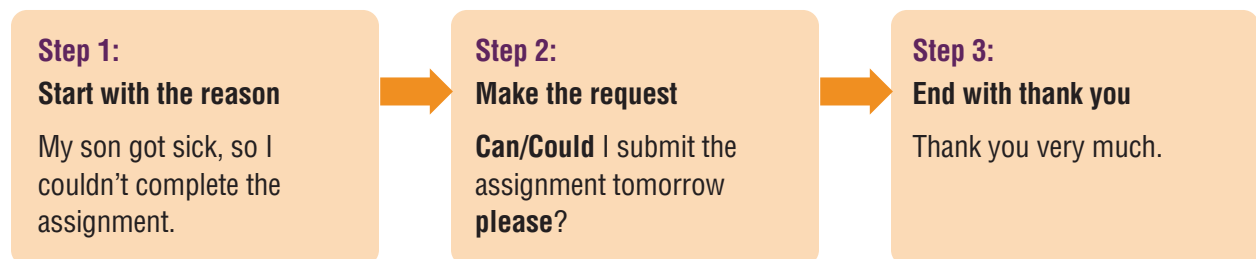 Step 1:
Start with the reason
My son got sick, so I
couldn’t complete the
assignment.
Step 2:
Make the request
Can/Could I submit the
assignment tomorrow
please?
Step 3:
End with thank you
Thank you very much.